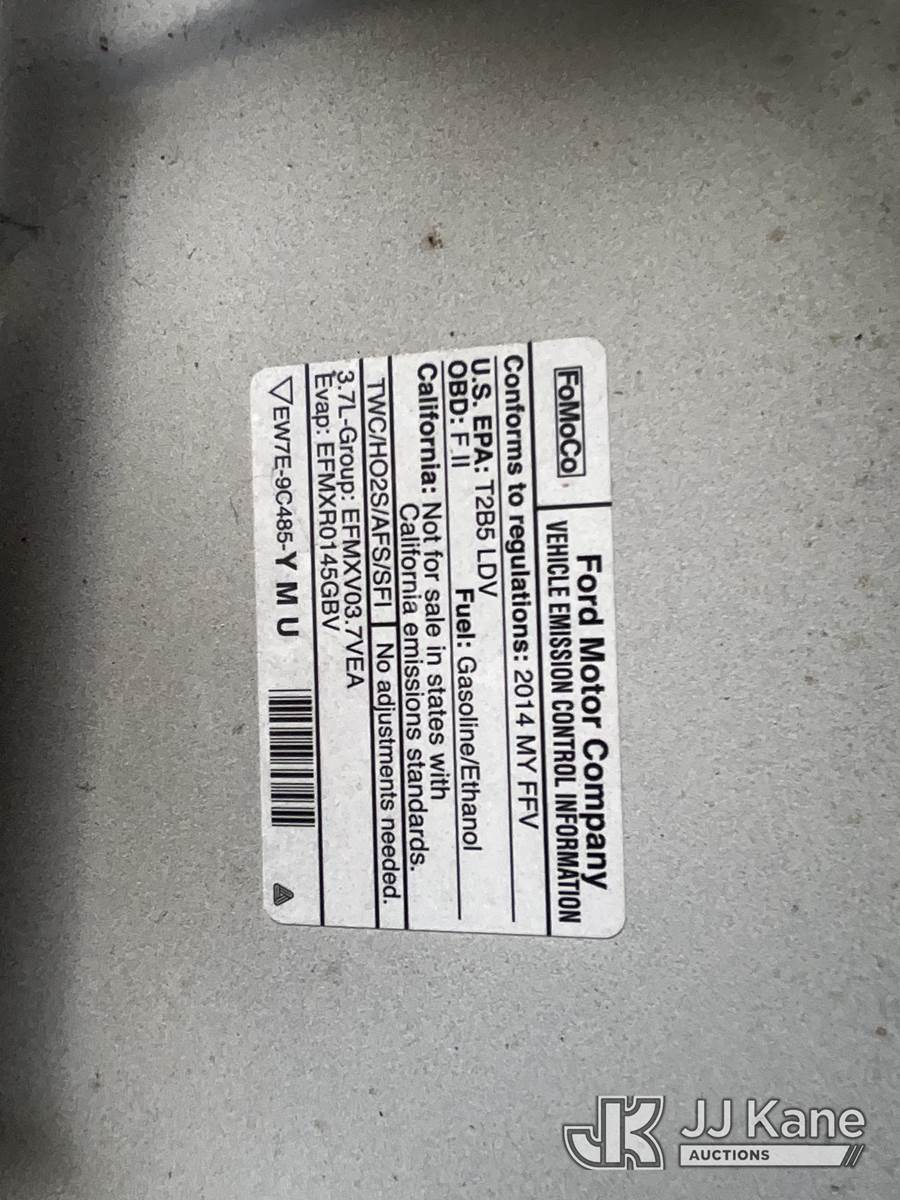 FoMoCo
Ford Motor Company
VEHICLE EMISSION CONTROL INFORMATION
Conforms to regulations: 2014 MY FFV
U.S. EPA: T2B5 LDV
OBD: F II Fuel: Gasoline/Ethanol
California: Not for sale in states with
California emissions standards.
TWC/HO2S/AFS/SFI No adjustments needed.
3.7L-Group: EFMXV03.7VEA
Evap: EFMXR0145GBV
EW7E-9C485-Y M U
JK JJ Kane
AUCTIONS